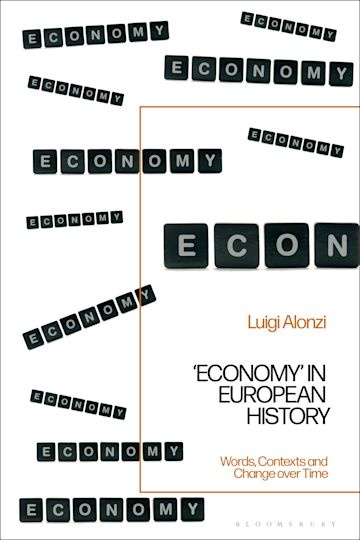 ECONOMY
ECONOMY
ECONOMY
ECONOMY
ECONOMY
ECONOMY
ECONOMY
ECON
ECONOMY
Luigi Alonzi
'ECONOMY' IN
EUROPEAN
HISTORY
ECONOMY
ECONOMY
Words, Contexts and
Change over Time
ECONOMY
BLOOMSBURY